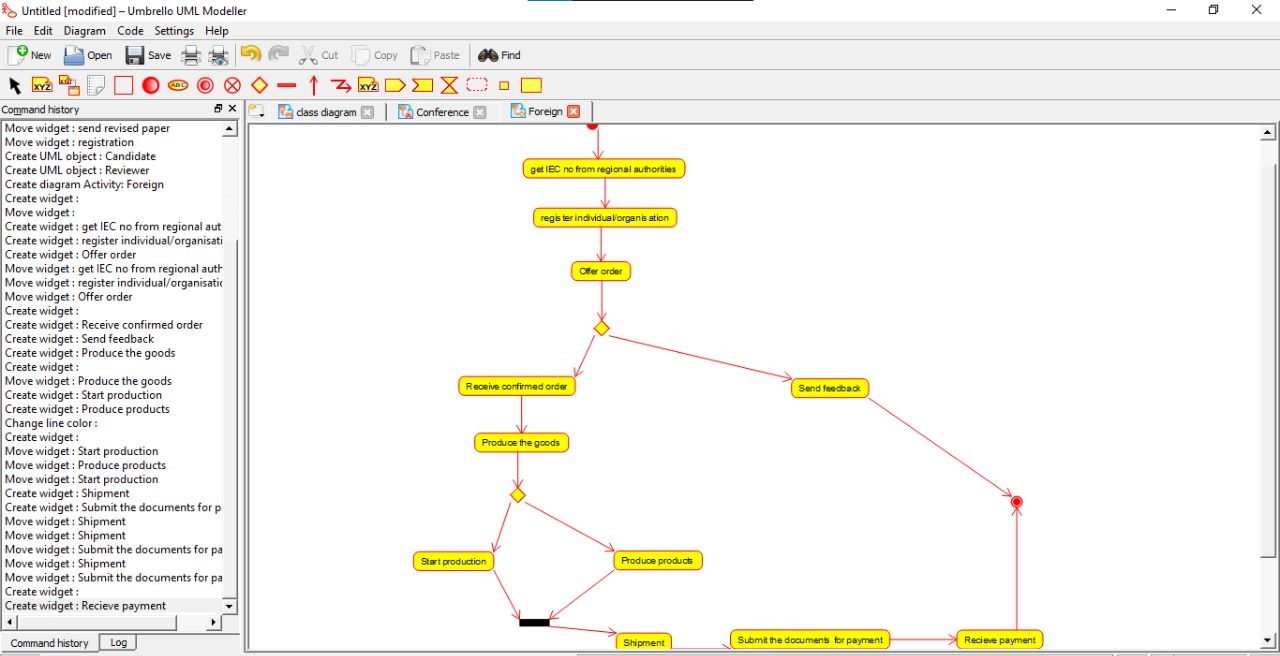 Untitled [modified] – Umbrello UML Modeller
File Edit Diagram Code Settings Help
New Open Save Cut Copy Paste Find
XYZ ABC XYZ
Command history
class diagram Conference Foreign
Move widget : send revised paper
Move widget : registration
Create UML object : Candidate
Create UML object : Reviewer
Create diagram Activity: Foreign
Create widget :
Move widget :
Create widget : get IEC no from regional aut
Create widget : register individual/organisati
Create widget : Offer order
Move widget : get IEC no from regional auth
Move widget : register individual/organisatio
Move widget : Offer order
Create widget :
Create widget : Receive confirmed order
Create widget : Send feedback
Create widget : Produce the goods
Create widget :
Move widget : Produce the goods
Create widget : Start production
Create widget : Produce products
Change line color :
Create widget :
Move widget : Start production
Move widget : Produce products
Move widget : Start production
Create widget : Shipment
Create widget : Submit the documents for p
Move widget : Shipment
Move widget : Shipment
Move widget : Submit the documents for pa
Move widget : Shipment
Move widget : Submit the documents for pa
Create widget :
Create widget : Recieve payment
Command history Log
get IEC no from regional authorities
register individual/organisation
Offer order
Receive confirmed order
Send feedback
Produce the goods
Start production
Produce products
Shipment
Submit the documents for payment
Recieve payment